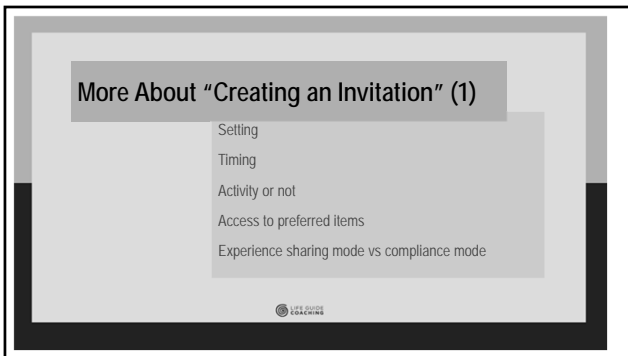 More About “Creating an Invitation” (1)
Setting
Timing
Activity or not
Access to preferred items
Experience sharing mode vs compliance mode
LIFE GUIDE
COACHING